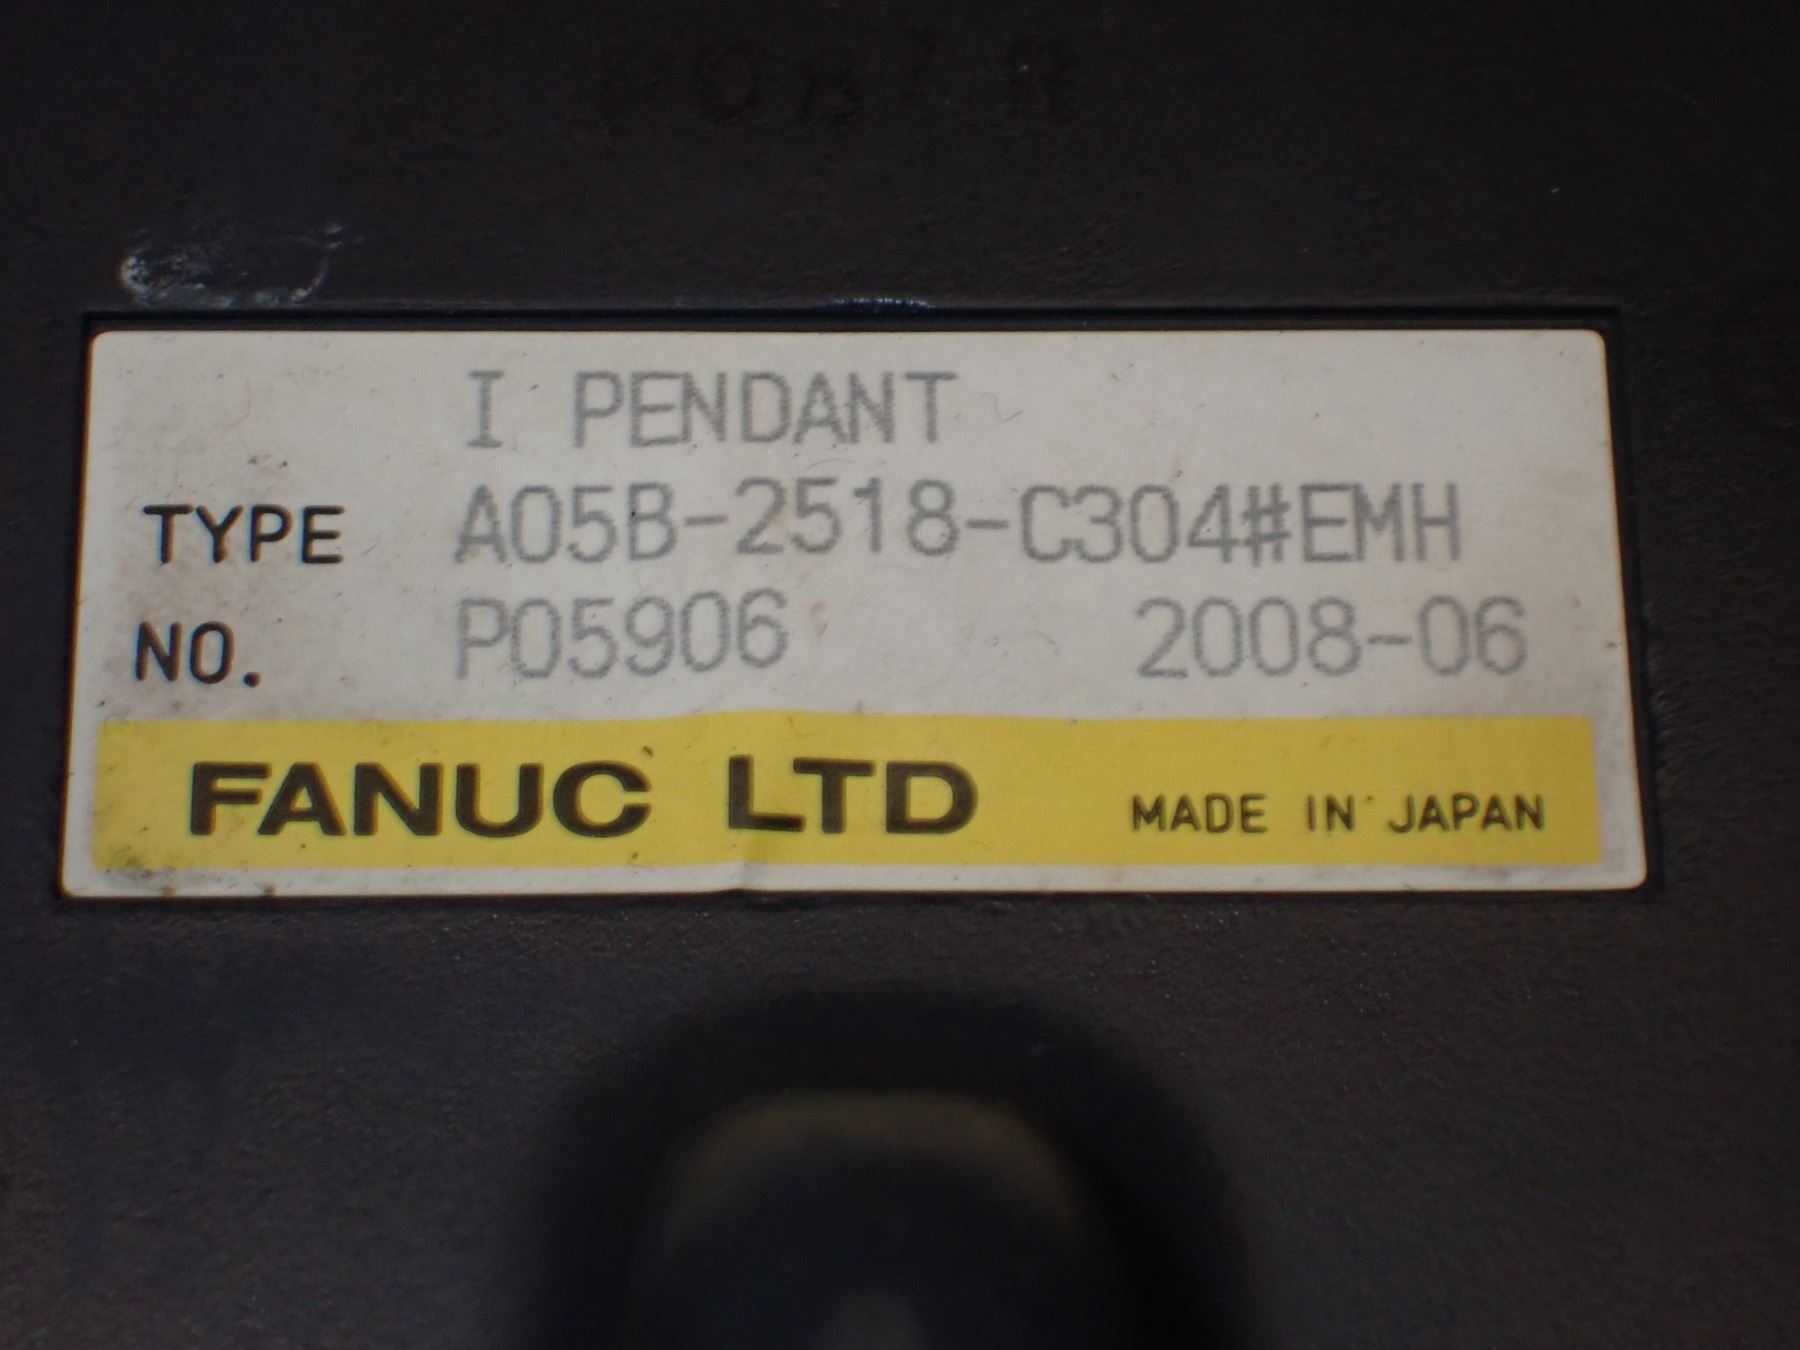 I PENDANT
TYPE A05B-2518-C304#EMH
NO. P05906 2008-06
FANUC LTD MADE IN JAPAN